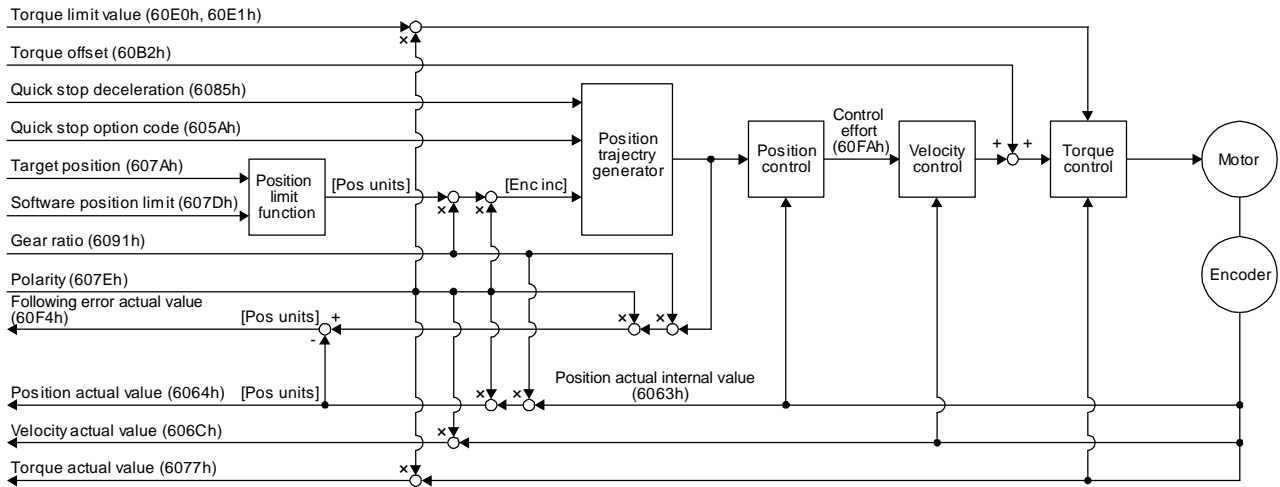 Torque limit value (60E0h, 60E1h)
×
Torque offset (60B2h)
Quick stop deceleration (6085h)
Quick stop option code (605Ah)
Target position (607Ah)
Software position limit (607Dh)
Gear ratio (6091h)
Polarity (607Eh)
Following error actual value
(60F4h)
Position
limit
function
[Pos units]
×
×
[Enc inc]
Position
trajectry
generator
Position
control
Control
effort
(60FAh)
Velocity
control
+
+
Torque
control
Motor
Encoder
[Pos units]
+
-
×
×
Position actual value (6064h)
[Pos units]
×
×
Position actual internal value
(6063h)
Velocity actual value (606Ch)
×
Torque actual value (6077h)
×